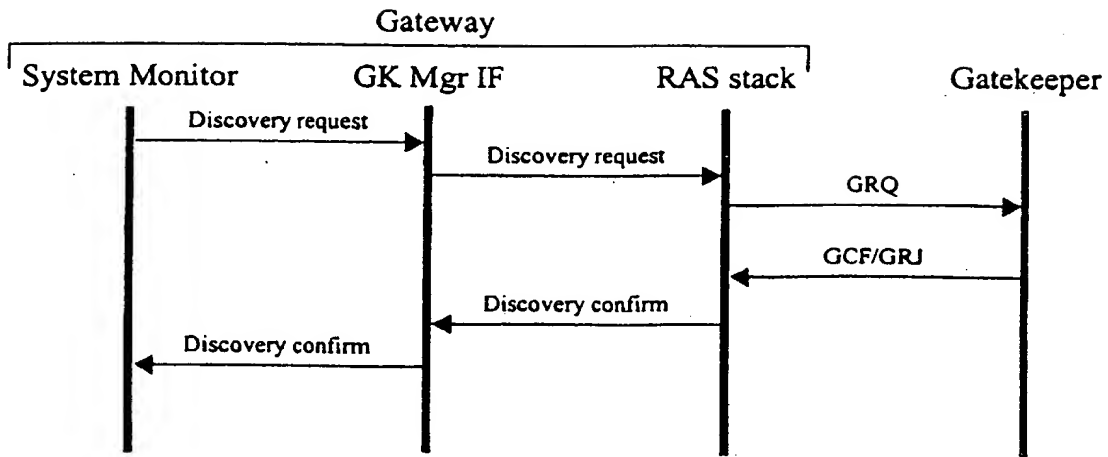 Gateway
System Monitor GK Mgr IF RAS stack Gatekeeper
Discovery request
Discovery request
GRQ
GCF/GRJ
Discovery confirm
Discovery confirm